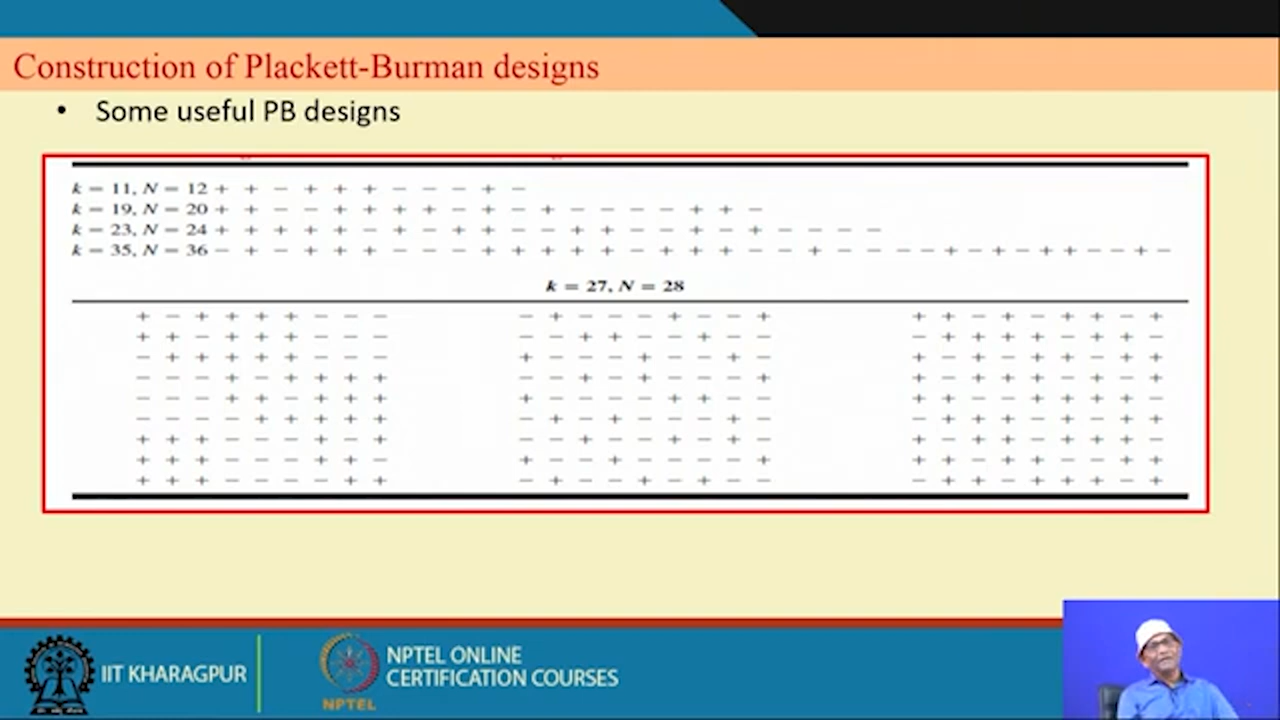 Construction of Plackett-Burman designs
• Some useful PB designs
k = 11, N = 12 + + − + + + − − − + −
k = 19, N = 20 + + − − + + + + − + − + − − − − + + −
k = 23, N = 24 + + + + + − + − + + − − + + − − + − + − − − −
k = 35, N = 36 − + − + + + − − − + + + + + − + + + − − + − − − − + − + − + + − − + −
k = 27, N = 28
+ − + + + + − − − − + − − − + − − + + + − + − + + − +
+ + − + + + − − − − − + + − − + − − − + + + + − + + −
− + + + + + − − − + − − − + − − + − + − + − + + − + +
− − − + − + + + + − − + − + − − − + + − + + + − + − +
− − − + + − + + + + − − − − + + − − + + − − + + + + −
− − − − + + + + + − + − + − − − + − − + + + − + − + +
+ + + − − − + − + − − + − − + − + − + − + + − + + + −
+ + + − − − + + − + − − + − − − − + + + − + + − − + +
+ + + − − − − + + − + − − + − + − − − + + − + + + − +
IIT KHARAGPUR
NPTEL
NPTEL ONLINE
CERTIFICATION COURSES